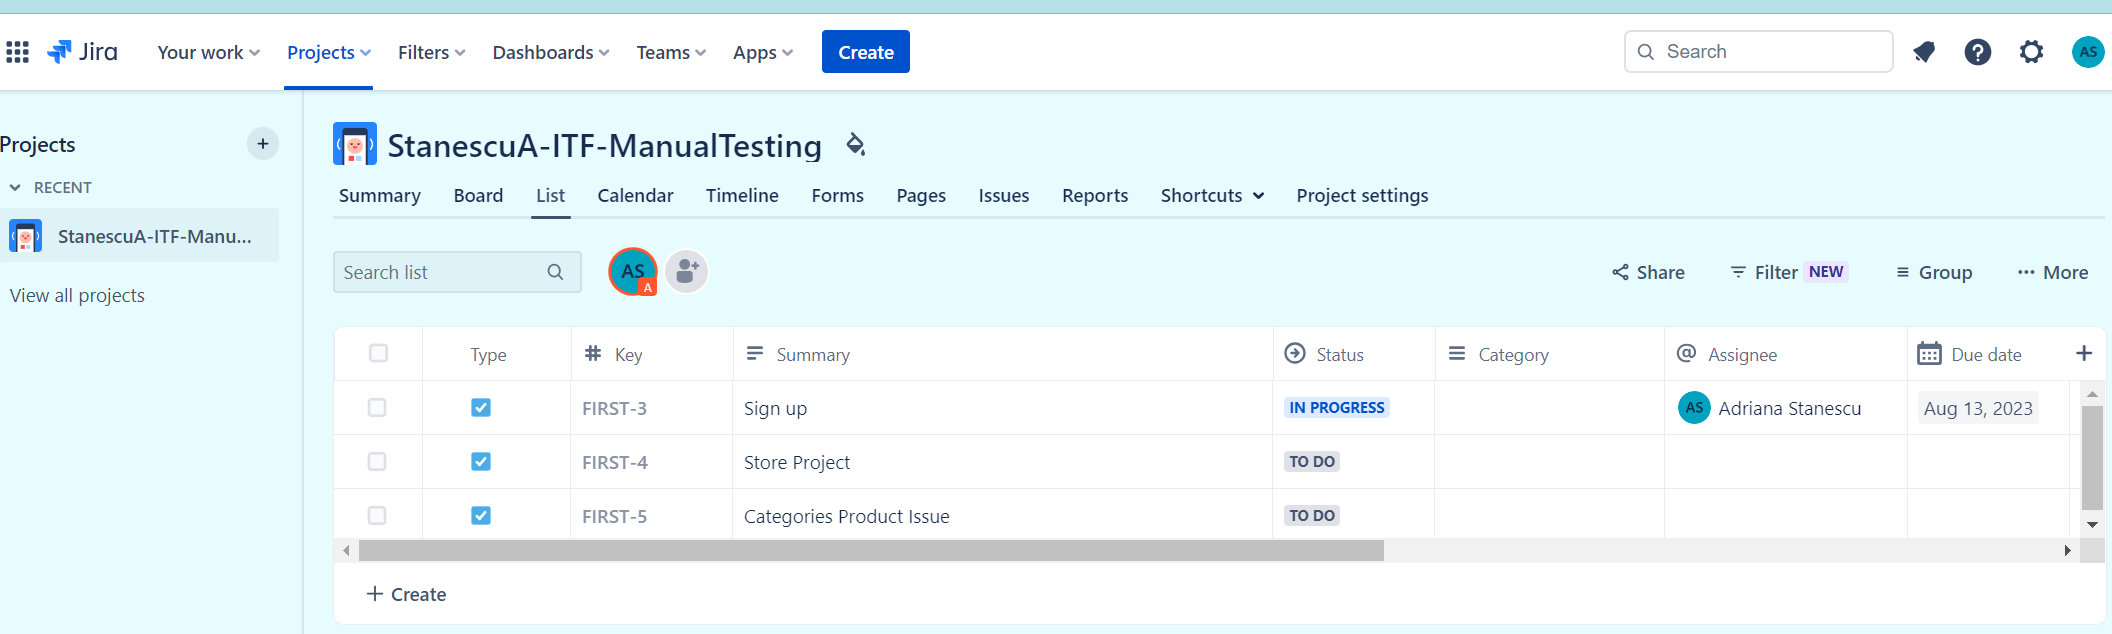 Jira Your work Projects Filters Dashboards Teams Apps Create Search AS
Projects +
RECENT
StanescuA-ITF-Manu...
View all projects
StanescuA-ITF-ManualTesting
Summary Board List Calendar Timeline Forms Pages Issues Reports Shortcuts Project settings
Search list AS A Share Filter NEW Group More
Type # Key Summary Status Category @ Assignee Due date +
FIRST-3 Sign up IN PROGRESS AS Adriana Stanescu Aug 13, 2023
FIRST-4 Store Project TO DO
FIRST-5 Categories Product Issue TO DO
+ Create